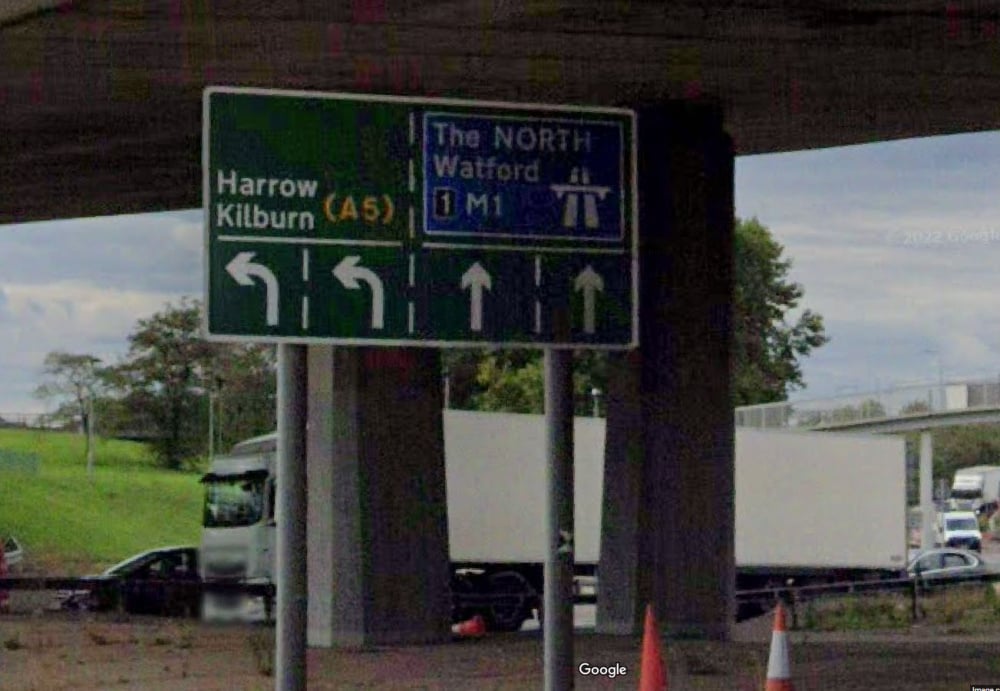 Harrow
Kilburn (A5)
The NORTH
Watford
1 M1
© 2022 Google
Google